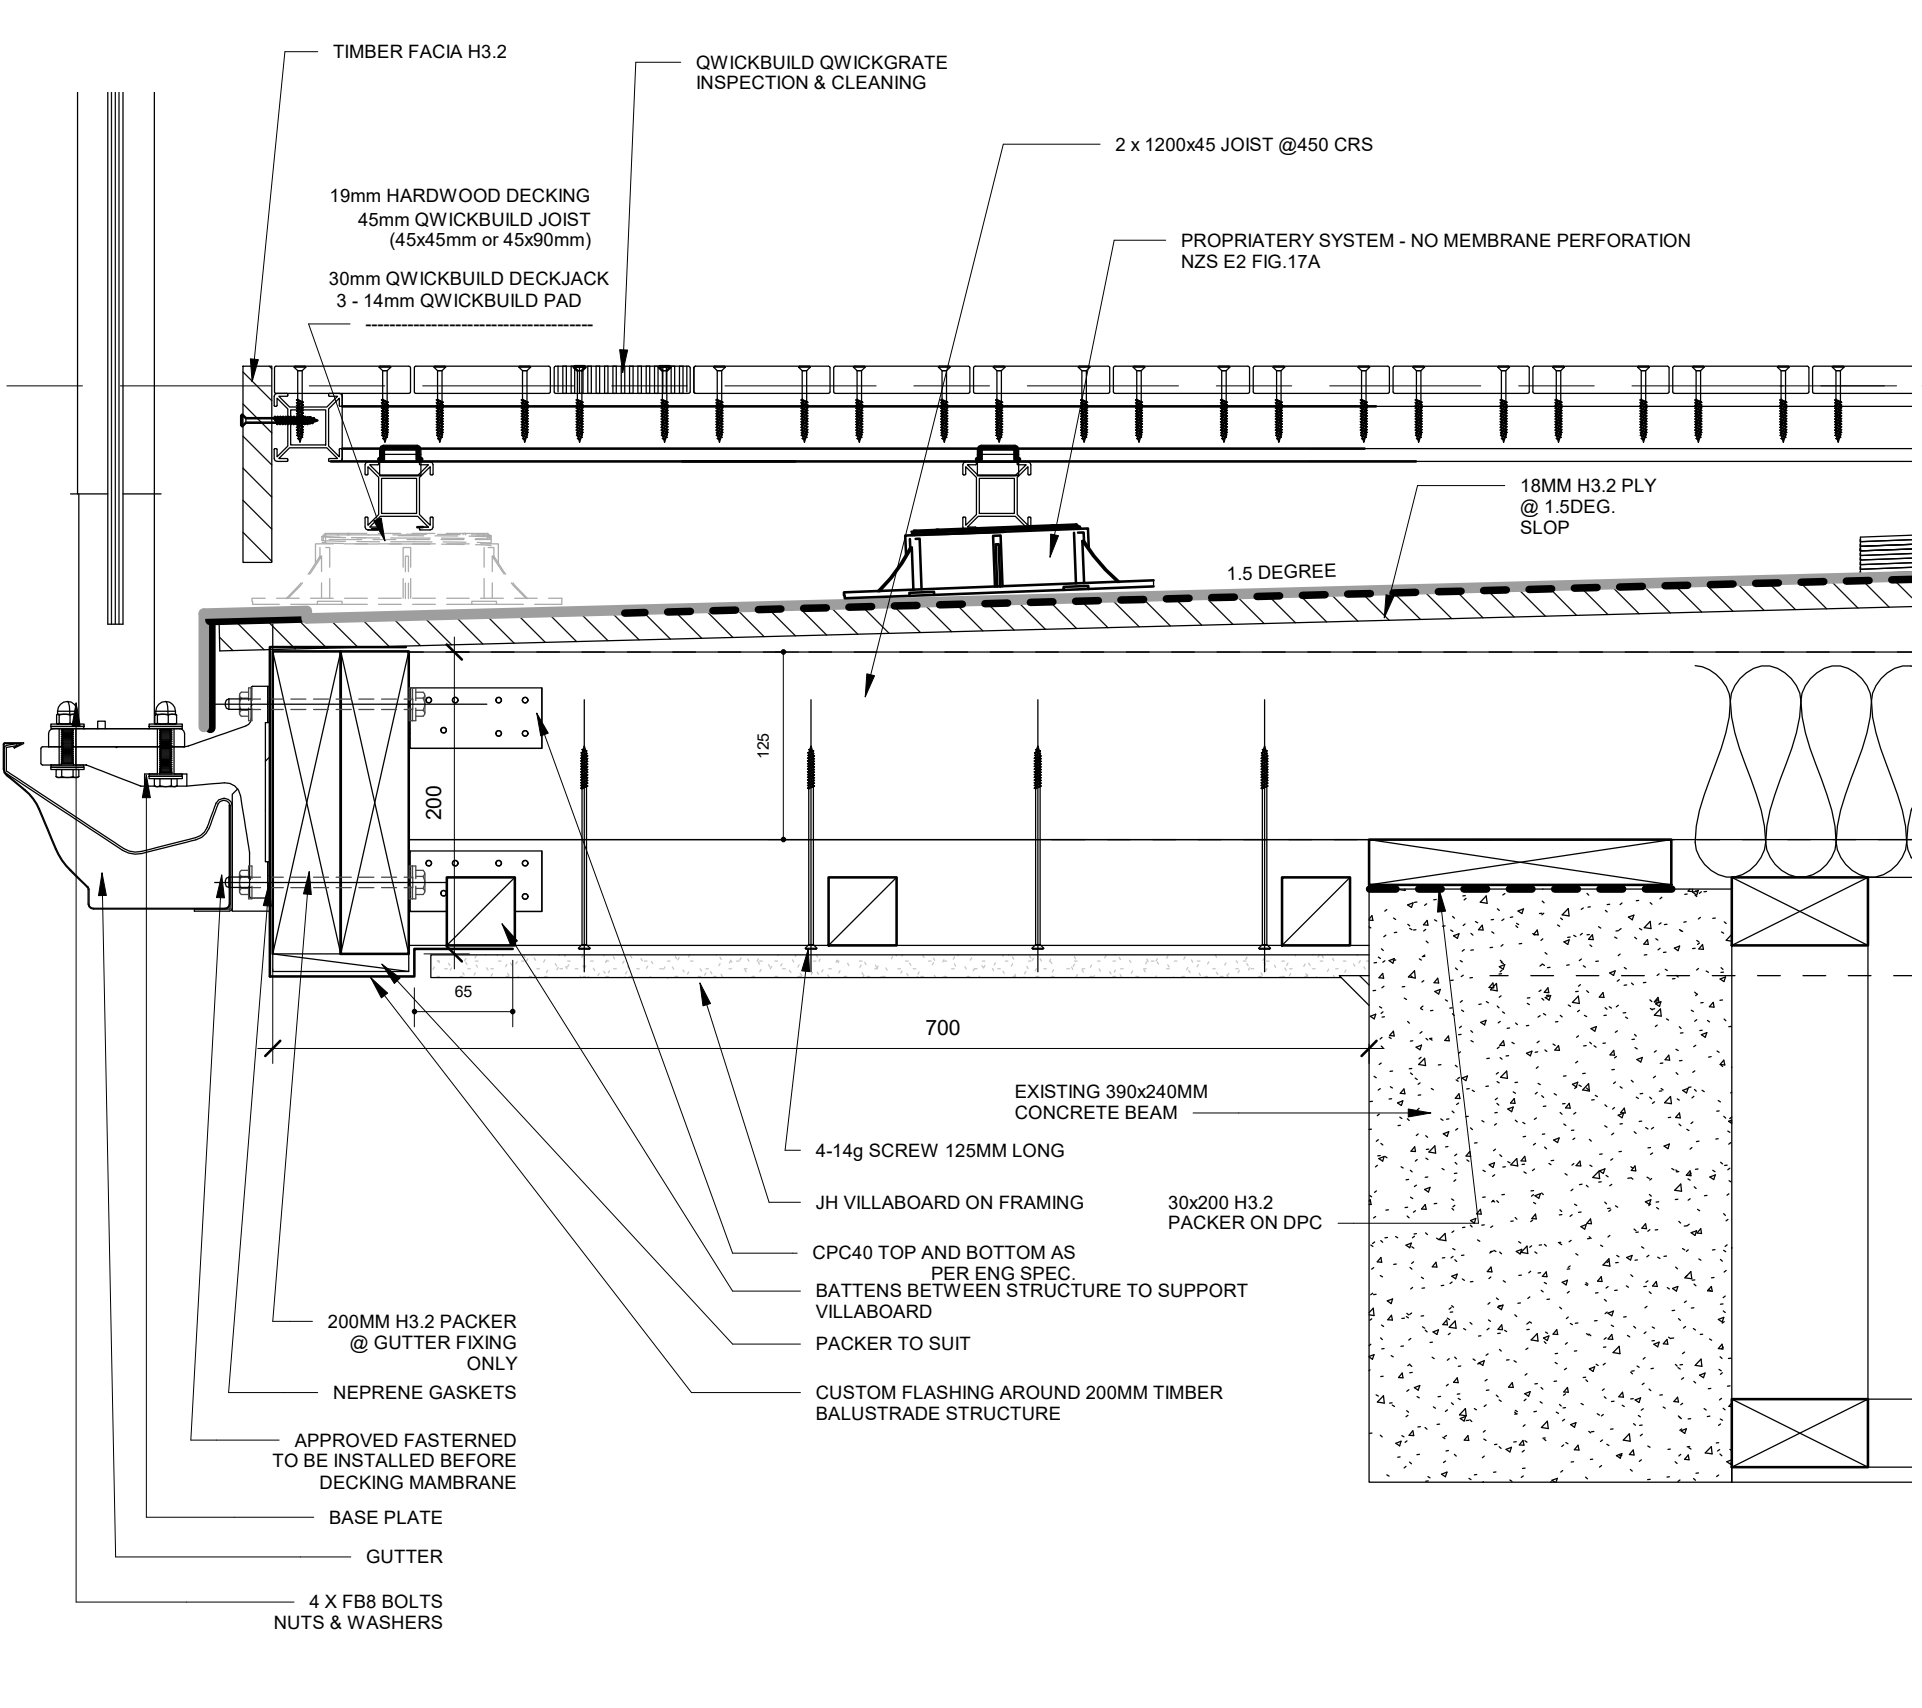 TIMBER FACIA H3.2
QWICKBUILD QWICKGRATE
INSPECTION & CLEANING
2 x 1200x45 JOIST @450 CRS
19mm HARDWOOD DECKING
45mm QWICKBUILD JOIST
(45x45mm or 45x90mm)
30mm QWICKBUILD DECKJACK
3 - 14mm QWICKBUILD PAD
PROPRIATERY SYSTEM - NO MEMBRANE PERFORATION
NZS E2 FIG.17A
18MM H3.2 PLY
@ 1.5DEG.
SLOP
1.5 DEGREE
125
200
65
700
EXISTING 390x240MM
CONCRETE BEAM
4-14g SCREW 125MM LONG
JH VILLABOARD ON FRAMING
30x200 H3.2
PACKER ON DPC
CPC40 TOP AND BOTTOM AS
PER ENG SPEC.
BATTENS BETWEEN STRUCTURE TO SUPPORT
VILLABOARD
PACKER TO SUIT
CUSTOM FLASHING AROUND 200MM TIMBER
BALUSTRADE STRUCTURE
200MM H3.2 PACKER
@ GUTTER FIXING
ONLY
NEPRENE GASKETS
APPROVED FASTERNED
TO BE INSTALLED BEFORE
DECKING MAMBRANE
BASE PLATE
GUTTER
4 X FB8 BOLTS
NUTS & WASHERS